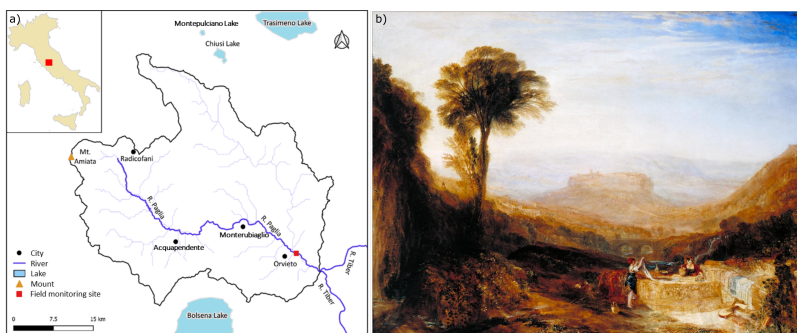 a)
b)
Montepulciano Lake
Trasimeno Lake
Chiusi Lake
Mt.
Amiata
Radicofani
R. Paglia
R. Paglia
Monterubiaglio
Acquapendente
Orvieto
R. Tiber
R. Tiber
Bolsena Lake
City
River
Lake
Mount
Field monitoring site
0 7.5 15 km